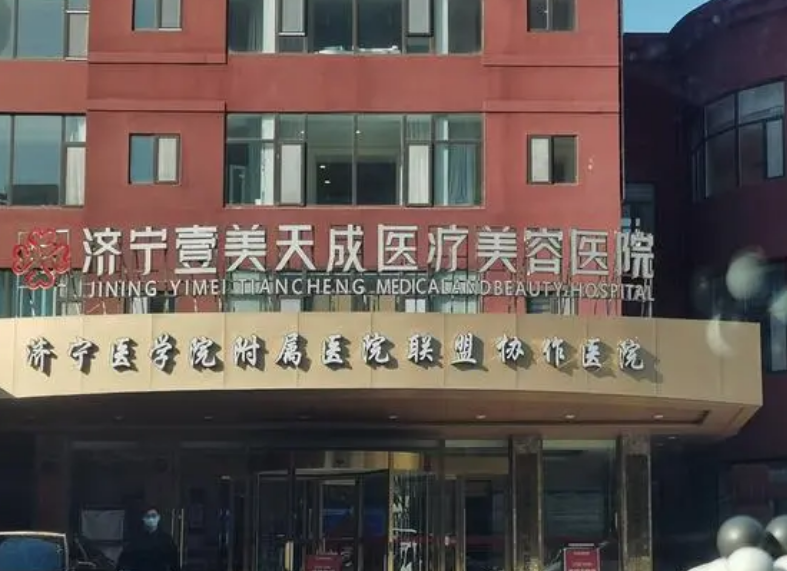 济宁壹美天成医疗美容医院
JINING YIMEI TIANCHENG MEDICALANDBEAUTY HOSPITAL
济宁医学院附属医院联盟协作医院